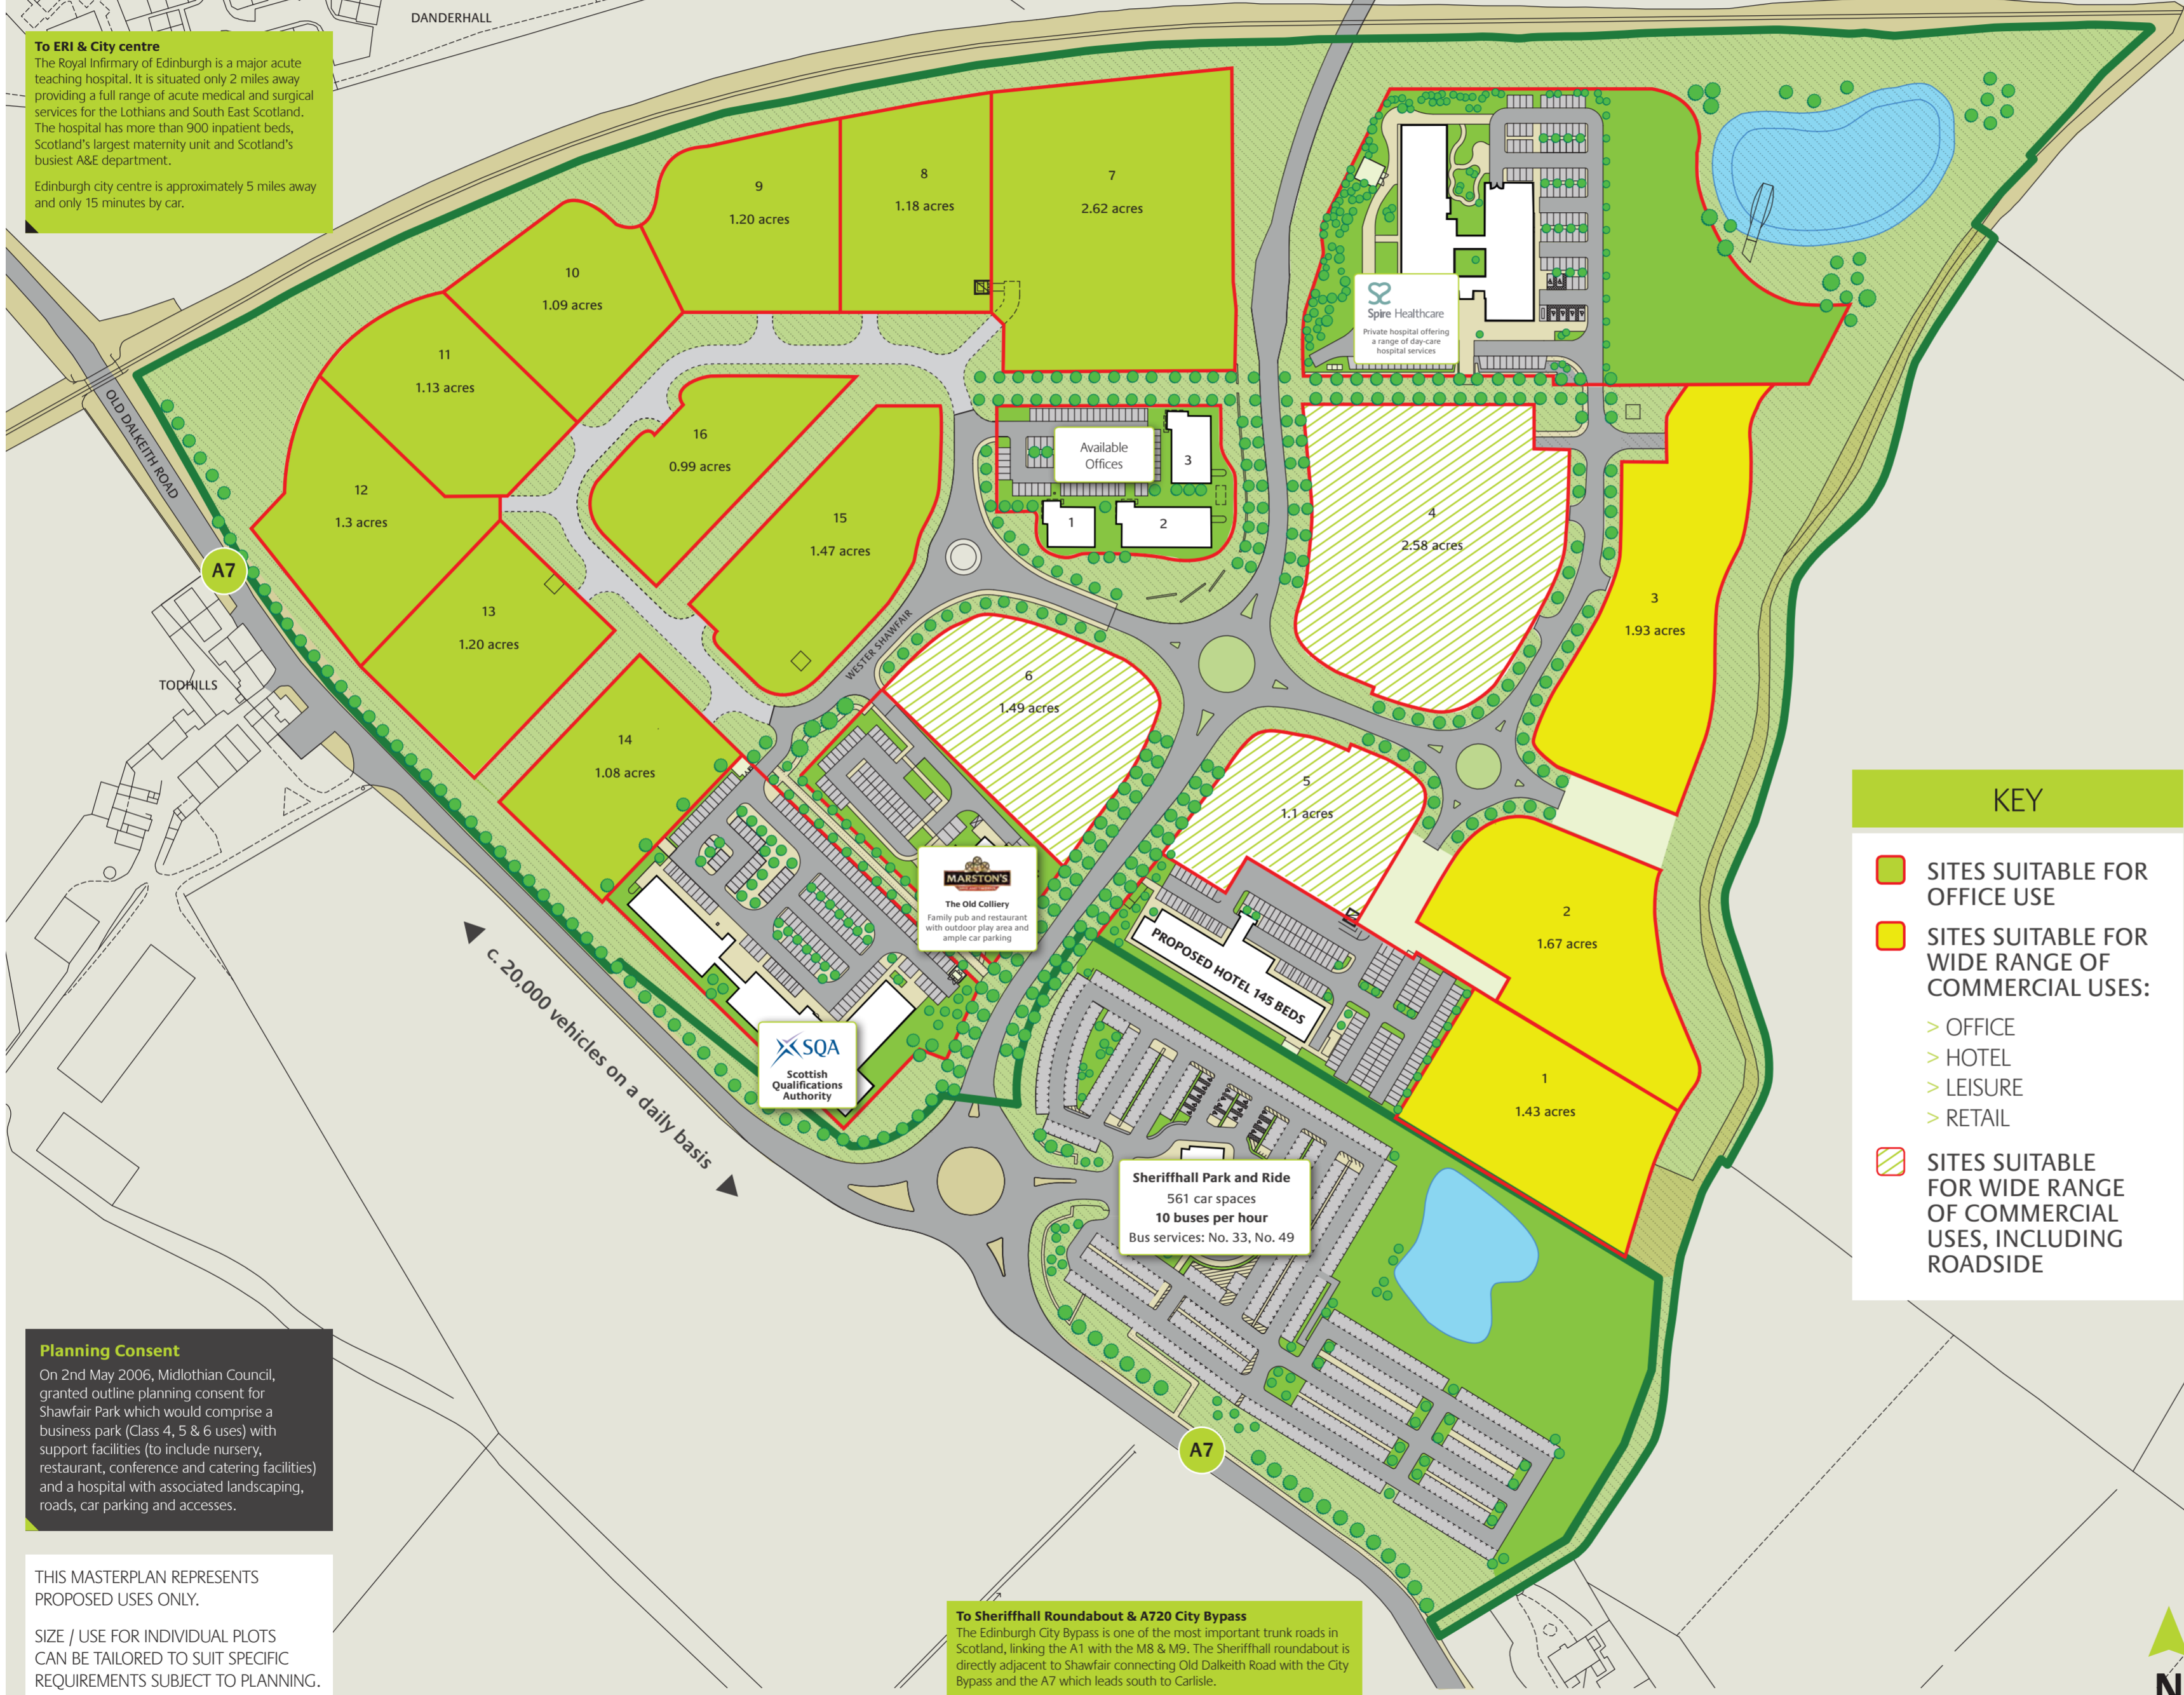 DANDERHALL
To ERI & City centre
The Royal Infirmary of Edinburgh is a major acute
teaching hospital. It is situated only 2 miles away
providing a full range of acute medical and surgical
services for the Lothians and South East Scotland.
The hospital has more than 900 inpatient beds,
Scotland's largest maternity unit and Scotland's
busiest A&E department.
Edinburgh city centre is approximately 5 miles away
and only 15 minutes by car.
7
2.62 acres
8
1.18 acres
9
1.20 acres
10
1.09 acres
11
1.13 acres
12
1.3 acres
13
1.20 acres
14
1.08 acres
15
1.47 acres
16
0.99 acres
Spire Healthcare
Private hospital offering
a range of day-care
hospital services
Available
Offices
3
1
2
4
2.58 acres
3
1.93 acres
OLD DALKEITH ROAD
A7
TODHILLS
WESTER SHAWFAIR
6
1.49 acres
5
1.1 acres
2
1.67 acres
1
1.43 acres
MARSTON'S
The Old Colliery
Family pub and restaurant
with outdoor play area and
ample car parking
PROPOSED HOTEL 145 BEDS
SQA
Scottish
Qualifications
Authority
c. 20,000 vehicles on a daily basis
Sheriffhall Park and Ride
561 car spaces
10 buses per hour
Bus services: No. 33, No. 49
A7
KEY
SITES SUITABLE FOR
OFFICE USE
SITES SUITABLE FOR
WIDE RANGE OF
COMMERCIAL USES:
> OFFICE
> HOTEL
> LEISURE
> RETAIL
SITES SUITABLE
FOR WIDE RANGE
OF COMMERCIAL
USES, INCLUDING
ROADSIDE
Planning Consent
On 2nd May 2006, Midlothian Council,
granted outline planning consent for
Shawfair Park which would comprise a
business park (Class 4, 5 & 6 uses) with
support facilities (to include nursery,
restaurant, conference and catering facilities)
and a hospital with associated landscaping,
roads, car parking and accesses.
THIS MASTERPLAN REPRESENTS
PROPOSED USES ONLY.
SIZE / USE FOR INDIVIDUAL PLOTS
CAN BE TAILORED TO SUIT SPECIFIC
REQUIREMENTS SUBJECT TO PLANNING.
To Sheriffhall Roundabout & A720 City Bypass
The Edinburgh City Bypass is one of the most important trunk roads in
Scotland, linking the A1 with the M8 & M9. The Sheriffhall roundabout is
directly adjacent to Shawfair connecting Old Dalkeith Road with the City
Bypass and the A7 which leads south to Carlisle.
N